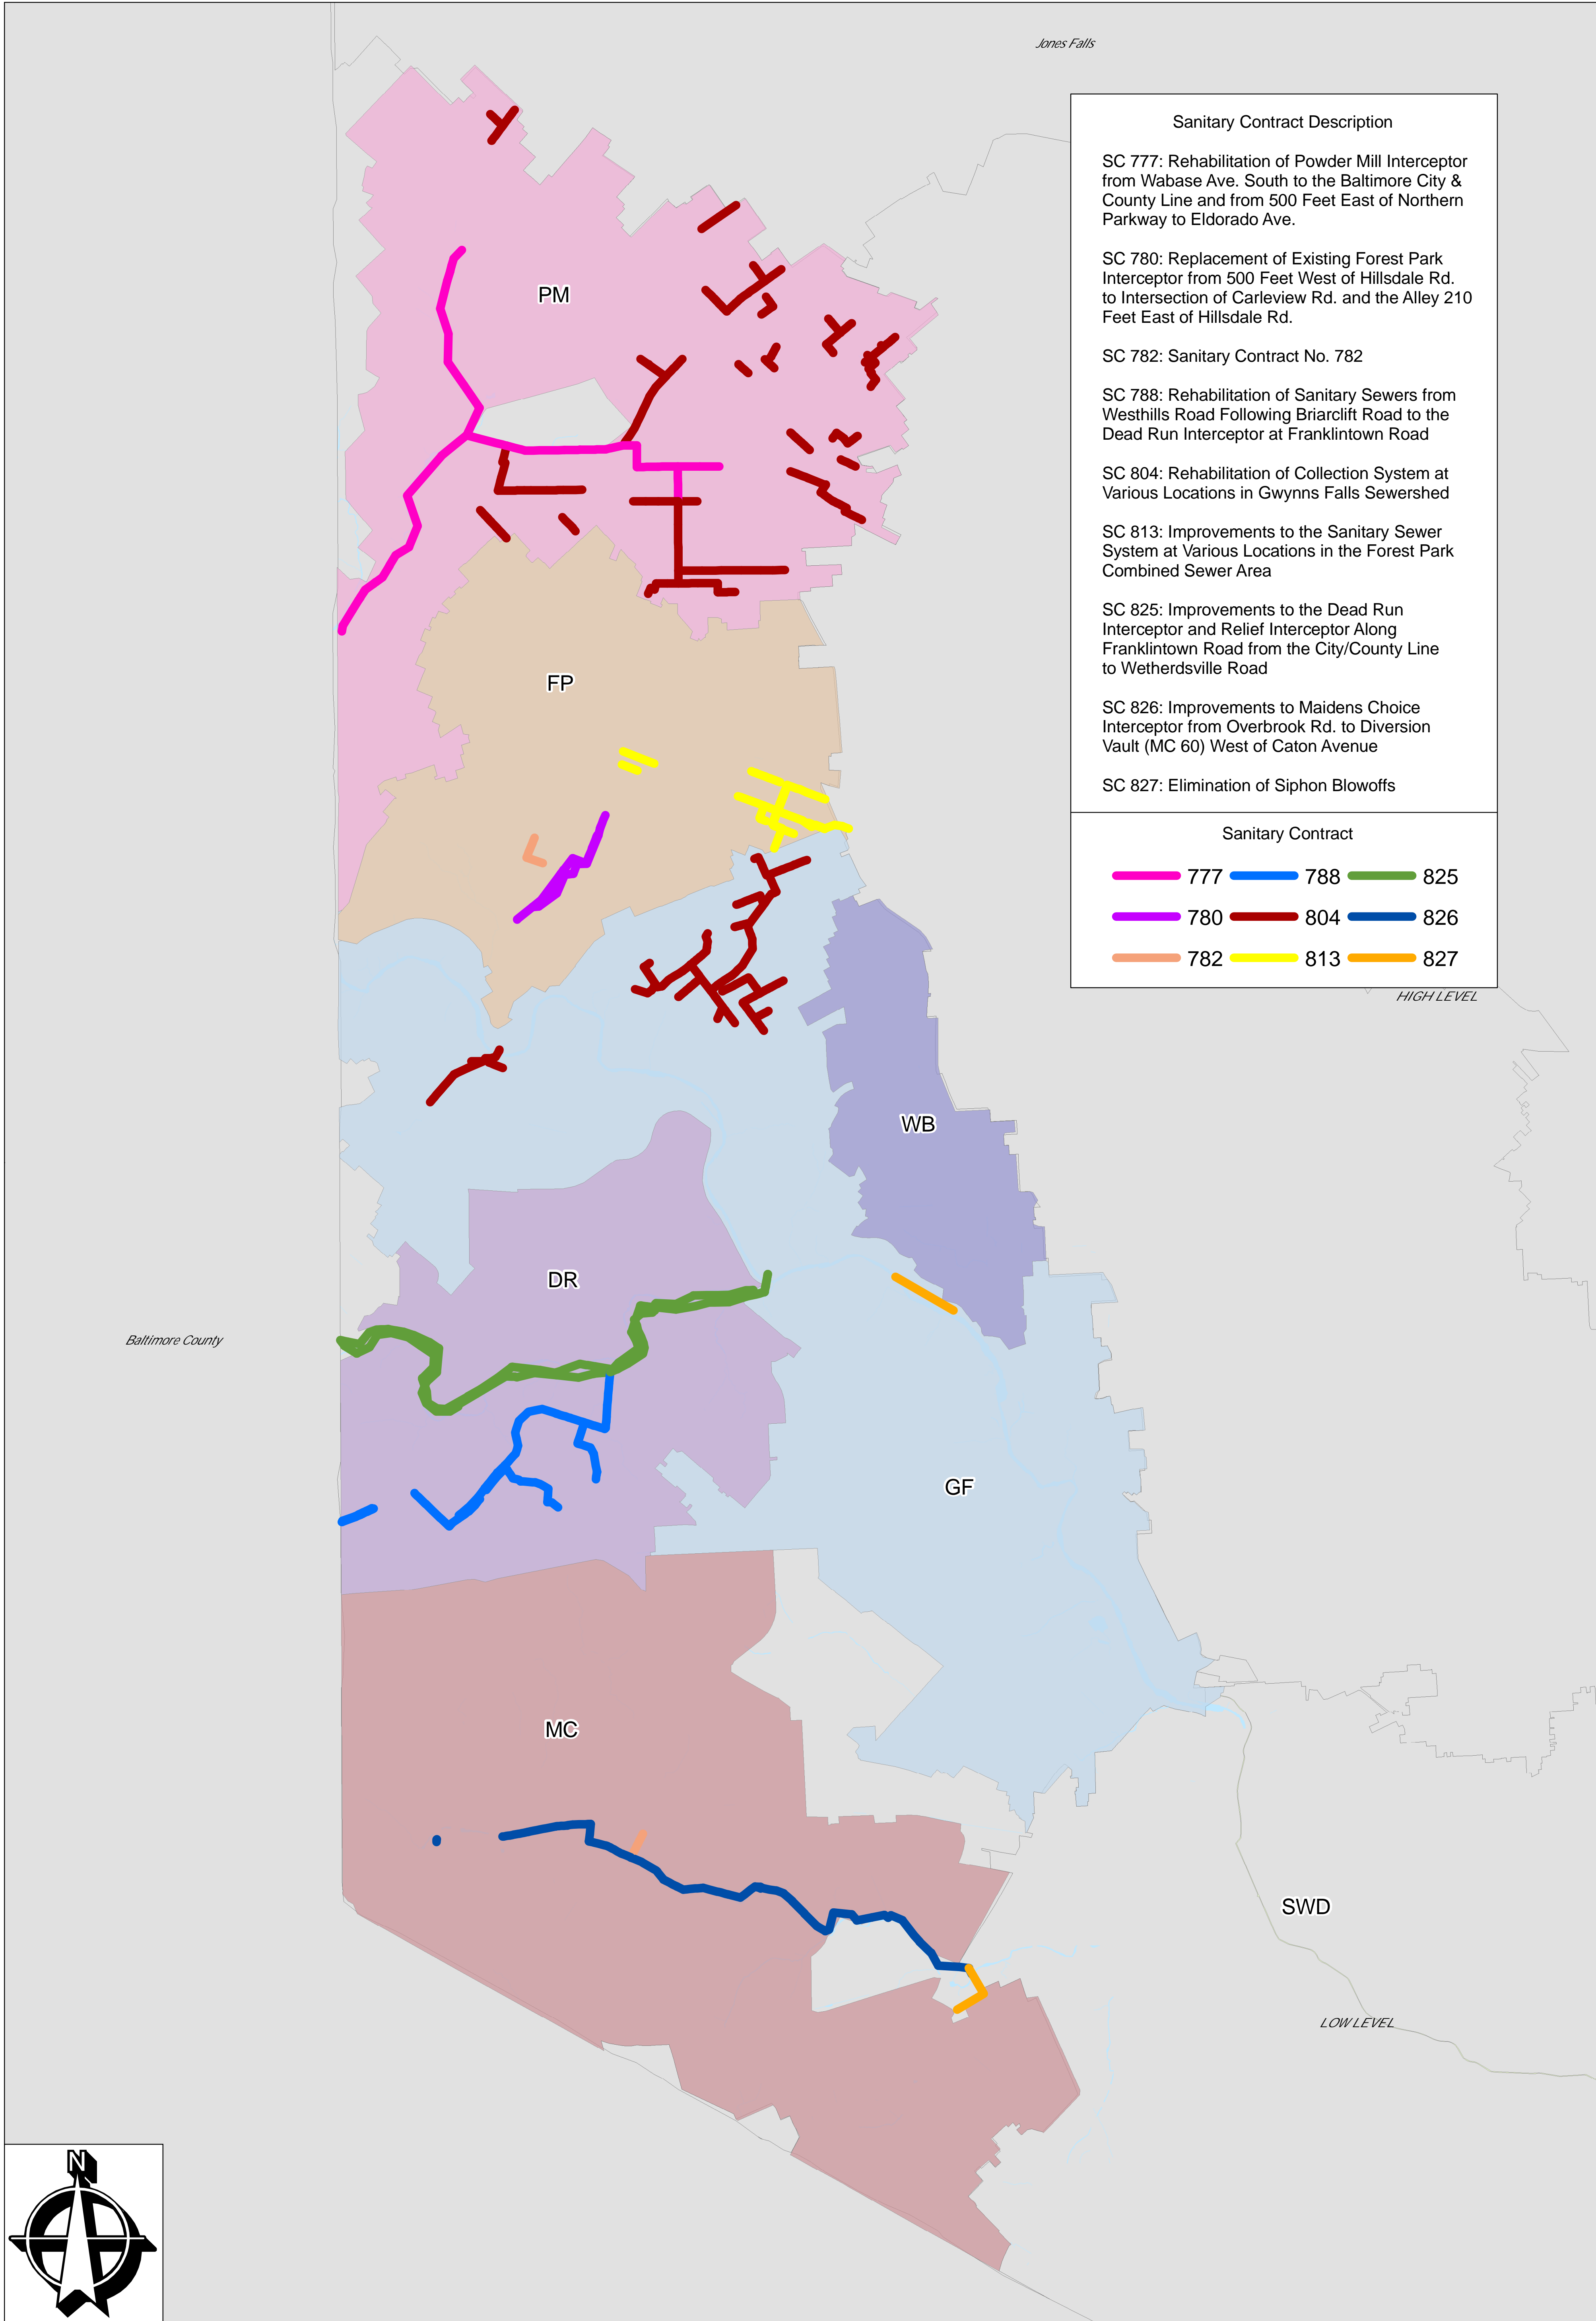 Jones Falls
Sanitary Contract Description
SC 777: Rehabilitation of Powder Mill Interceptor
from Wabase Ave. South to the Baltimore City &
County Line and from 500 Feet East of Northern
Parkway to Eldorado Ave.
SC 780: Replacement of Existing Forest Park
Interceptor from 500 Feet West of Hillsdale Rd.
to Intersection of Carleview Rd. and the Alley 210
Feet East of Hillsdale Rd.
SC 782: Sanitary Contract No. 782
SC 788: Rehabilitation of Sanitary Sewers from
Westhills Road Following Briarclift Road to the
Dead Run Interceptor at Franklintown Road
SC 804: Rehabilitation of Collection System at
Various Locations in Gwynns Falls Sewershed
SC 813: Improvements to the Sanitary Sewer
System at Various Locations in the Forest Park
Combined Sewer Area
SC 825: Improvements to the Dead Run
Interceptor and Relief Interceptor Along
Franklintown Road from the City/County Line
to Wetherdsville Road
SC 826: Improvements to Maidens Choice
Interceptor from Overbrook Rd. to Diversion
Vault (MC 60) West of Caton Avenue
SC 827: Elimination of Siphon Blowoffs
Sanitary Contract
777 788 825
780 804 826
782 813 827
PM
FP
HIGH LEVEL
WB
DR
Baltimore County
GF
MC
SWD
LOW LEVEL
N